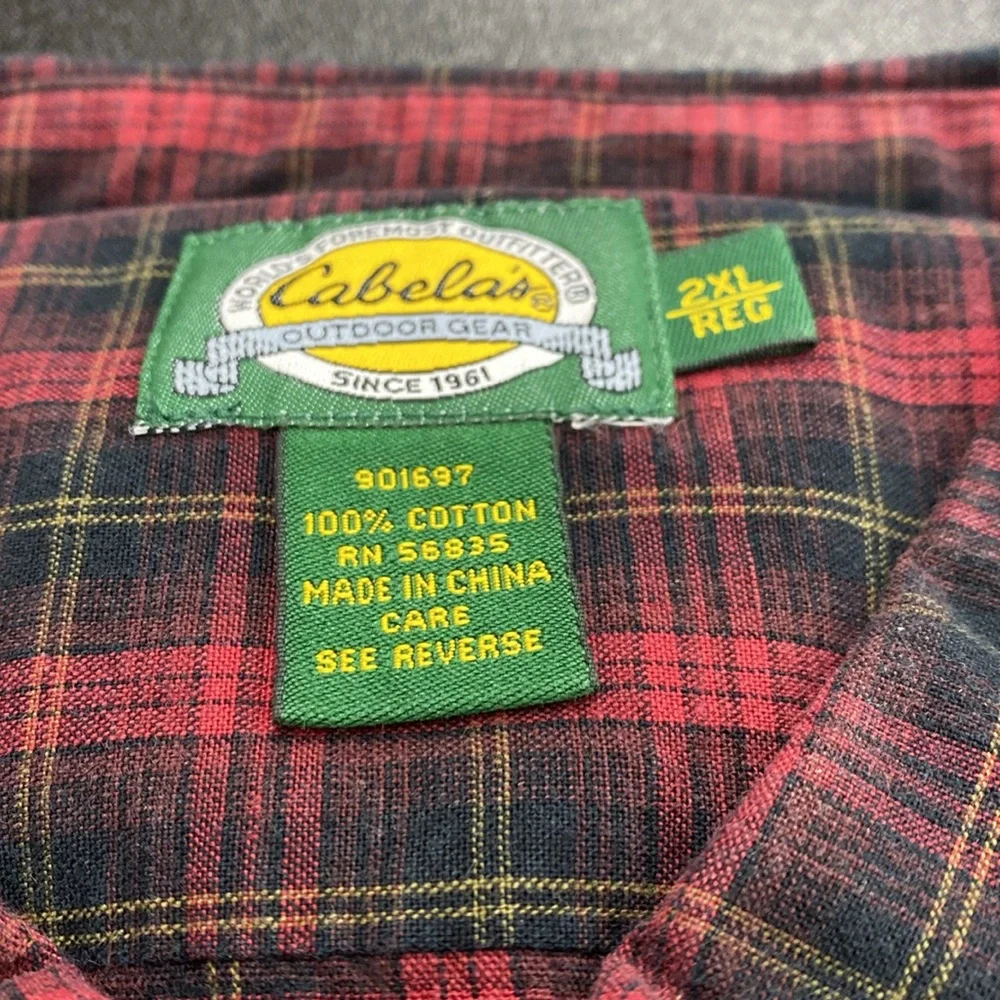 WORLD'S FOREMOST OUTFITTER®
Cabela's®
OUTDOOR GEAR
SINCE 1961
2XL
REG
901697
100% COTTON
RN 56835
MADE IN CHINA
CARE
SEE REVERSE